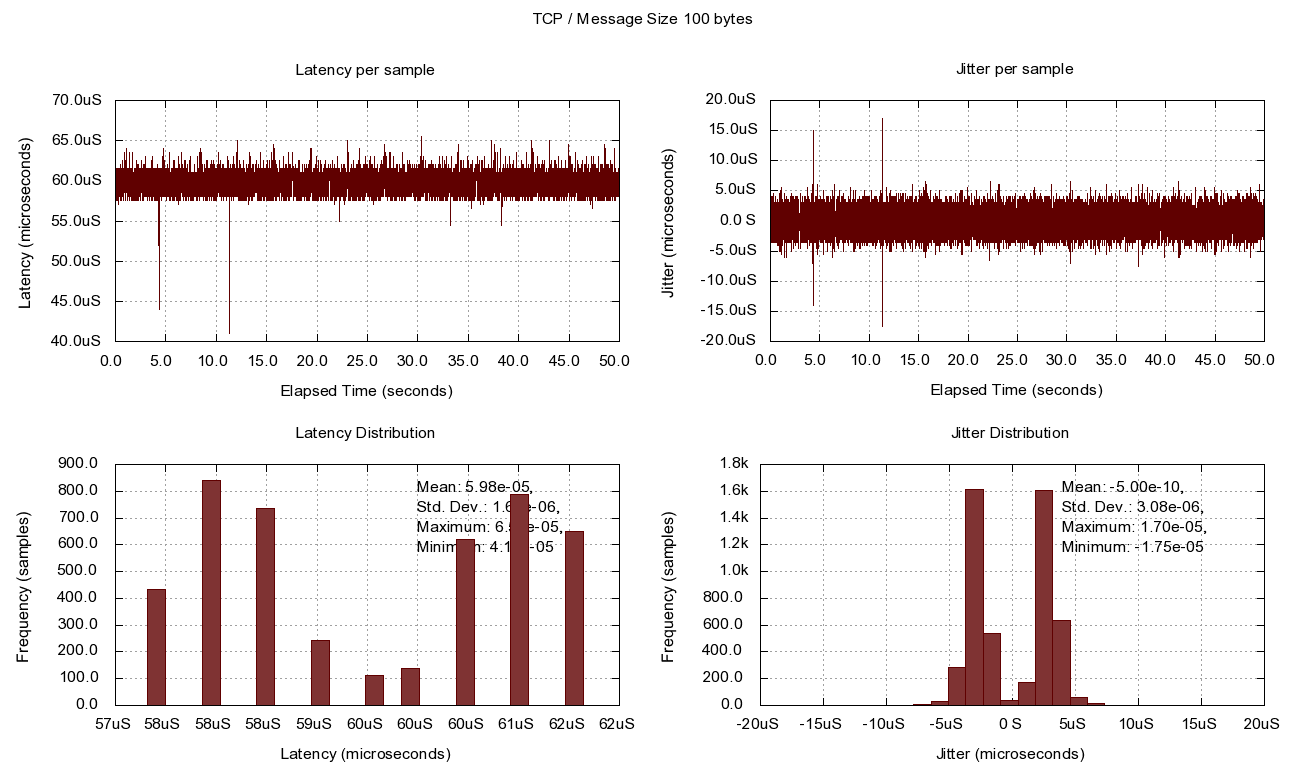 TCP / Message Size 100 bytes
Latency per sample
70.0uS
65.0uS
60.0uS
55.0uS
50.0uS
45.0uS
40.0uS
Latency (microseconds)
0.0 5.0 10.0 15.0 20.0 25.0 30.0 35.0 40.0 45.0 50.0
Elapsed Time (seconds)
Jitter per sample
20.0uS
15.0uS
10.0uS
5.0uS
0.0 S
-5.0uS
-10.0uS
-15.0uS
-20.0uS
Jitter (microseconds)
0.0 5.0 10.0 15.0 20.0 25.0 30.0 35.0 40.0 45.0 50.0
Elapsed Time (seconds)
Latency Distribution
900.0
800.0
700.0
600.0
500.0
400.0
300.0
200.0
100.0
0.0
Frequency (samples)
Mean: 5.98e-05,
Std. Dev.:
Maximum:
57uS 58uS 58uS 58uS 59uS 60uS 60uS 60uS 61uS 62uS 62uS
Latency (microseconds)
Jitter Distribution
1.8k
1.6k
1.4k
1.2k
1.0k
800.0
600.0
400.0
200.0
0.0
Frequency (samples)
Mean: -5.00e-10,
Std. Dev.: 3.08e-06,
Maximum: 1.70e-05,
Minimum: -1.75e-05
-20uS -15uS -10uS -5uS 0 S 5uS 10uS 15uS 20uS
Jitter (microseconds)